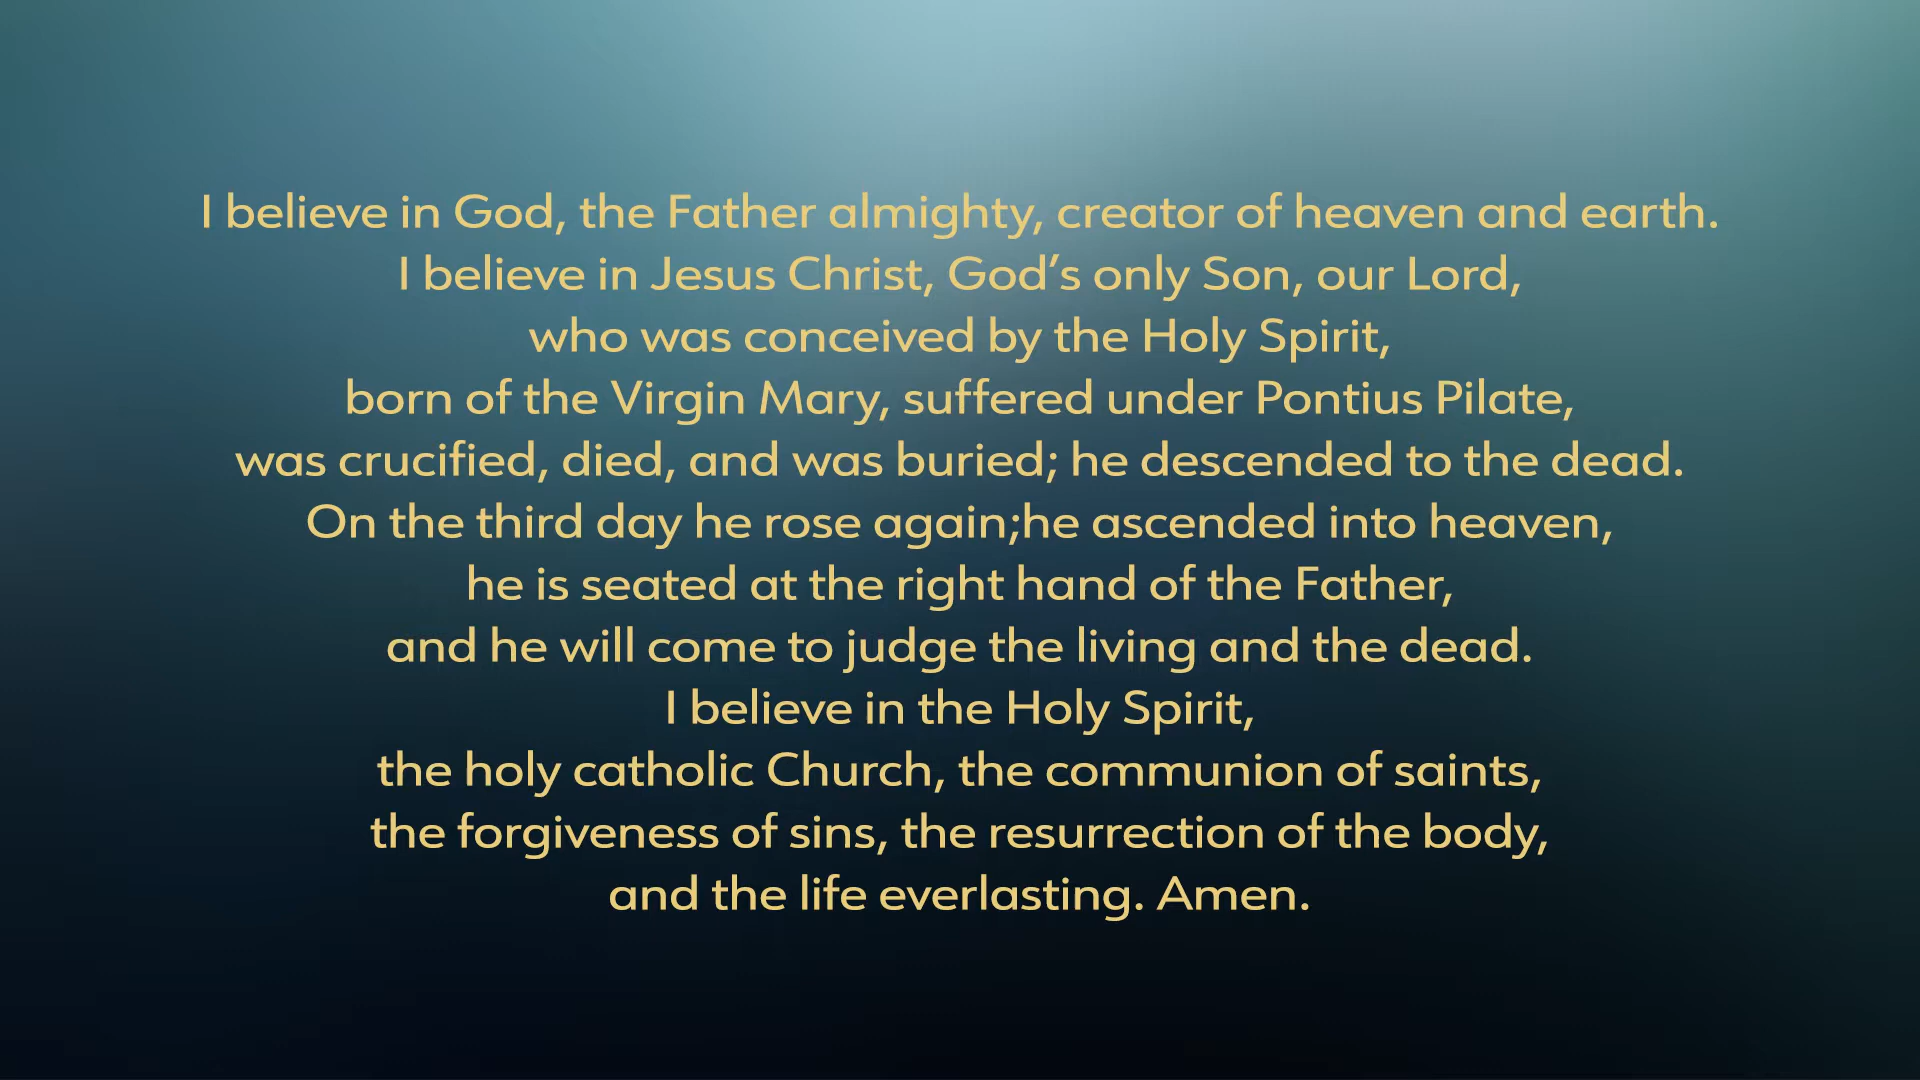 I believe in God, the Father almighty, creator of heaven and earth.
I believe in Jesus Christ, God’s only Son, our Lord,
who was conceived by the Holy Spirit,
born of the Virgin Mary, suffered under Pontius Pilate,
was crucified, died, and was buried; he descended to the dead.
On the third day he rose again;he ascended into heaven,
he is seated at the right hand of the Father,
and he will come to judge the living and the dead.
I believe in the Holy Spirit,
the holy catholic Church, the communion of saints,
the forgiveness of sins, the resurrection of the body,
and the life everlasting. Amen.